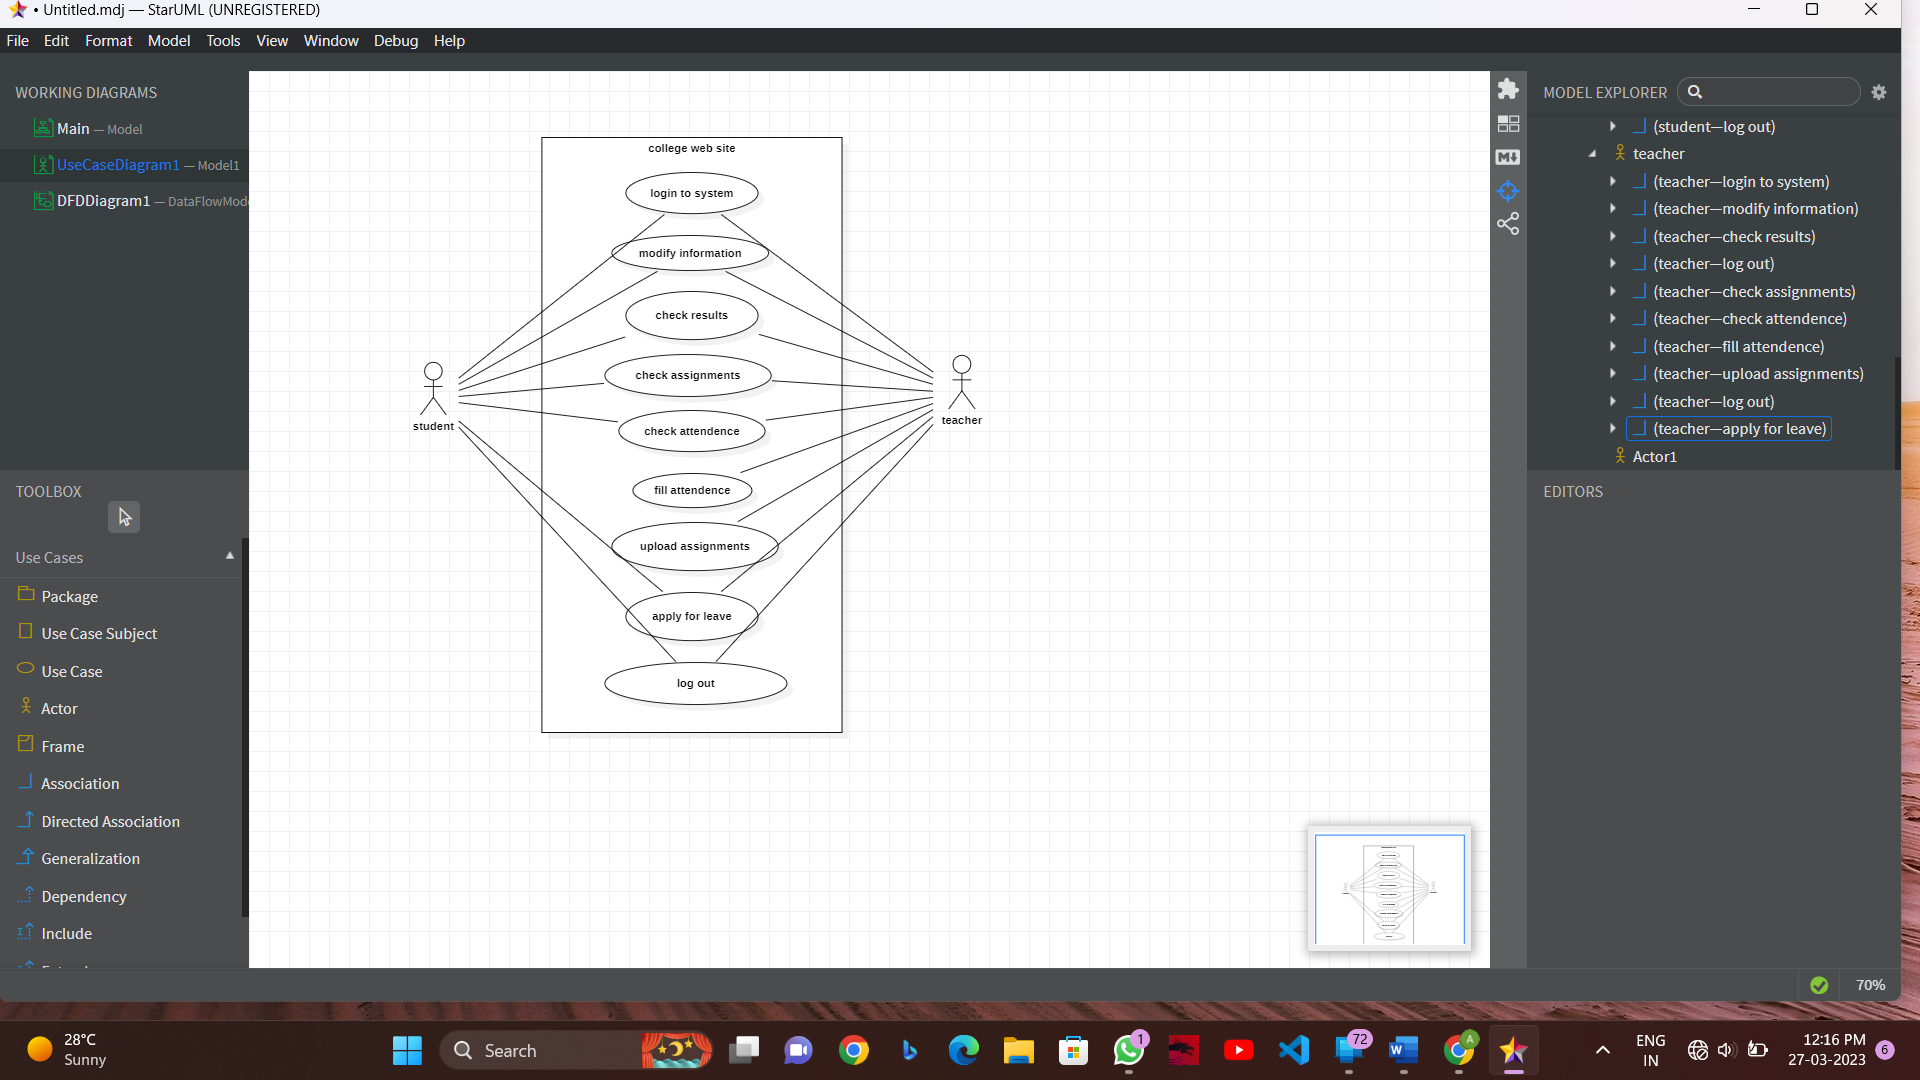 • Untitled.mdj — StarUML (UNREGISTERED)
File Edit Format Model Tools View Window Debug Help
WORKING DIAGRAMS
Main — Model
UseCaseDiagram1 — Model1
DFDDiagram1 — DataFlowMod
TOOLBOX
Use Cases
Package
Use Case Subject
Use Case
Actor
Frame
Association
Directed Association
Generalization
Dependency
Include
college web site
login to system
modify information
check results
check assignments
check attendence
fill attendence
upload assignments
apply for leave
log out
student
teacher
MODEL EXPLORER
(student—log out)
teacher
(teacher—login to system)
(teacher—modify information)
(teacher—check results)
(teacher—log out)
(teacher—check assignments)
(teacher—check attendence)
(teacher—fill attendence)
(teacher—upload assignments)
(teacher—log out)
(teacher—apply for leave)
Actor1
EDITORS
70%
28°C
Sunny
Search
1
72
A
ENG
IN
12:16 PM
27-03-2023
6